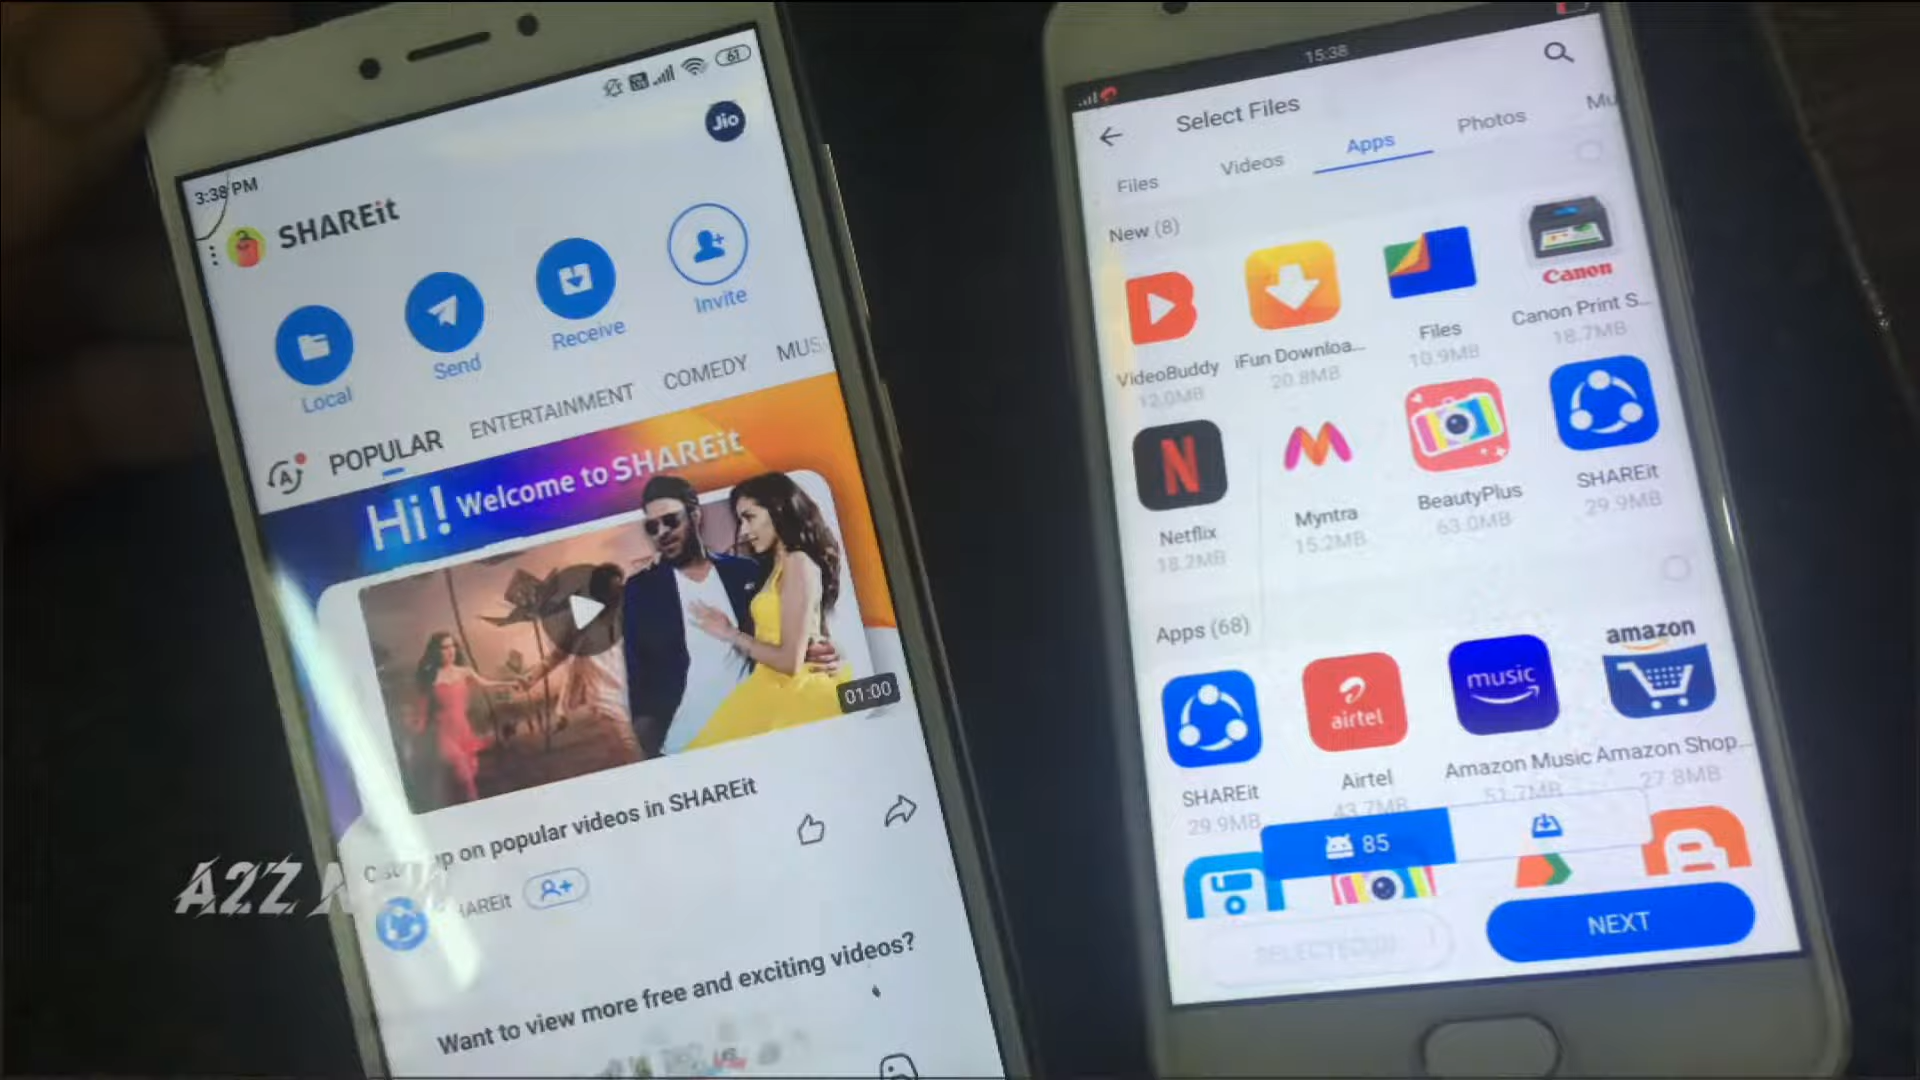 61
Jio
3:38 PM
SHAREit
Local
Send
Receive
Invite
POPULAR
ENTERTAINMENT
COMEDY
MUS
Hi! Welcome to SHAREit
01:00
up on popular videos in SHAREit
Want to view more free and exciting videos?
A2Z
15:38
Select Files
Files
Videos
Apps
Photos
Mu
New (8)
Canon
VideoBuddy
12.0MB
iFun Downloa...
20.8MB
Files
10.9MB
Canon Print S...
18.7MB
N
Netflix
18.2MB
Myntra
15.2MB
BeautyPlus
63.0MB
SHAREit
29.9MB
Apps (68)
airtel
music
amazon
SHAREit
29.9MB
Airtel
43.7MB
Amazon Music
51.7MB
Amazon Shop...
27.8MB
85
NEXT